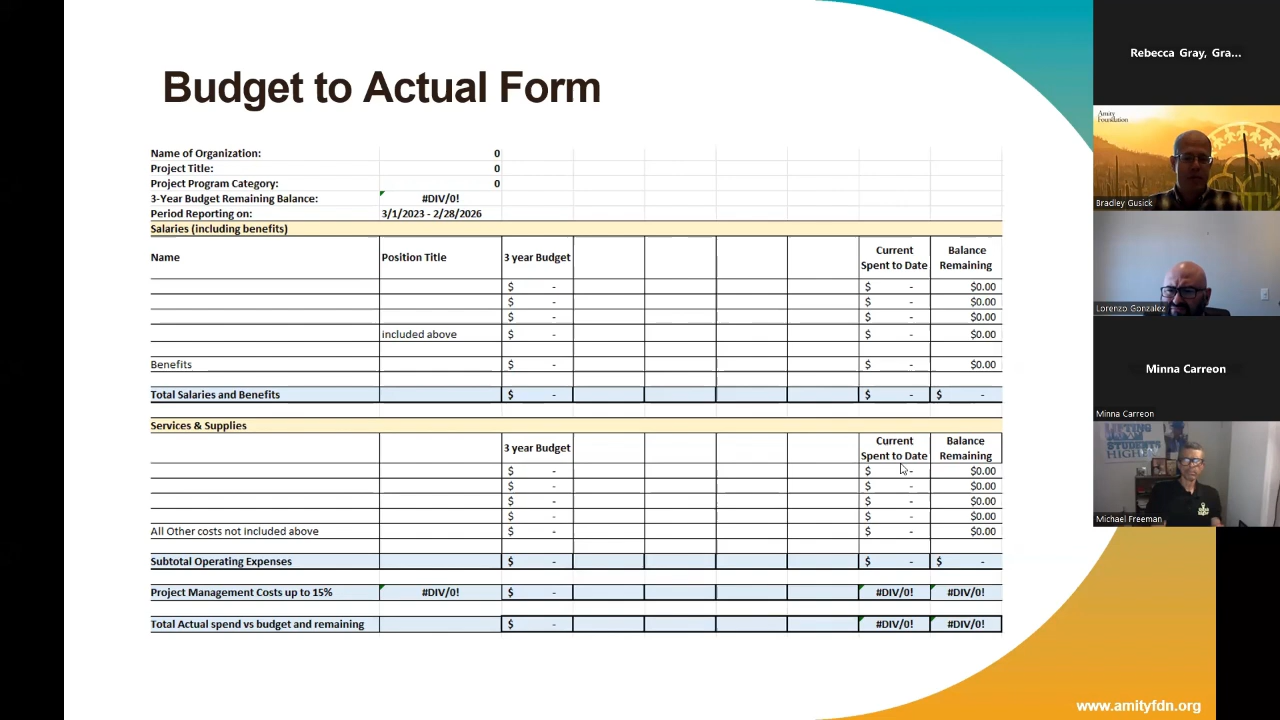 Budget to Actual Form
Name of Organization: 0
Project Title: 0
Project Program Category: 0
3-Year Budget Remaining Balance: #DIV/0!
Period Reporting on: 3/1/2023 - 2/28/2026
Salaries (including benefits)
Name Position Title 3 year Budget Current Spent to Date Balance Remaining
$ - $ - $0.00
$ - $ - $0.00
$ - $ - $0.00
included above $ - $ - $0.00
Benefits $ - $ - $0.00
Total Salaries and Benefits $ - $ - $ -
Services & Supplies
3 year Budget Current Spent to Date Balance Remaining
$ - $ - $0.00
$ - $ - $0.00
$ - $ - $0.00
$ - $ - $0.00
All Other costs not included above $ - $ - $0.00
Subtotal Operating Expenses $ - $ - $ -
Project Management Costs up to 15% #DIV/0! $ - #DIV/0! #DIV/0!
Total Actual spend vs budget and remaining $ - #DIV/0! #DIV/0!
www.amityfdn.org
Rebecca Gray, Gra...
Amity
Foundation
Bradley Gusick
Lorenzo Gonzalez
Minna Carreon
Minna Carreon
LIFTING
STUDENTS
HIGHER
Michael Freeman